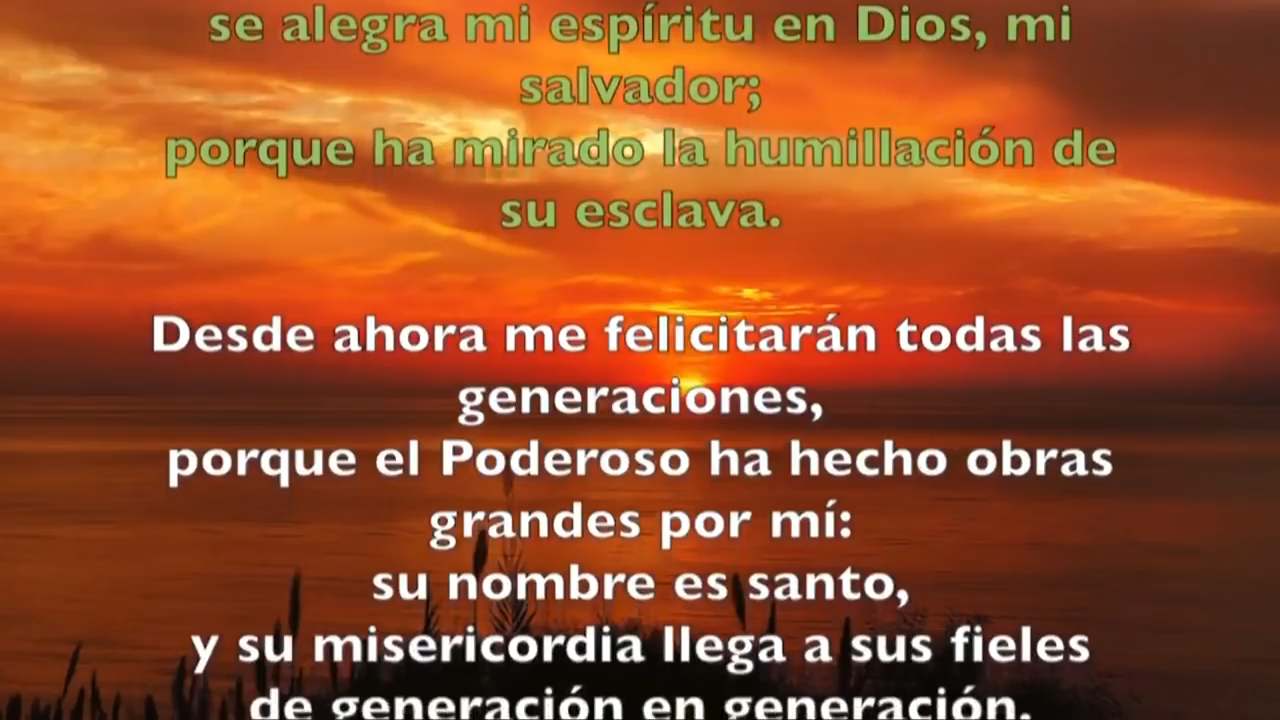 se alegra mi espíritu en Dios, mi
salvador;
porque ha mirado la humillación de
su esclava.
Desde ahora me felicitarán todas las
generaciones,
porque el Poderoso ha hecho obras
grandes por mí:
su nombre es santo,
y su misericordia llega a sus fieles
de generación en generación.